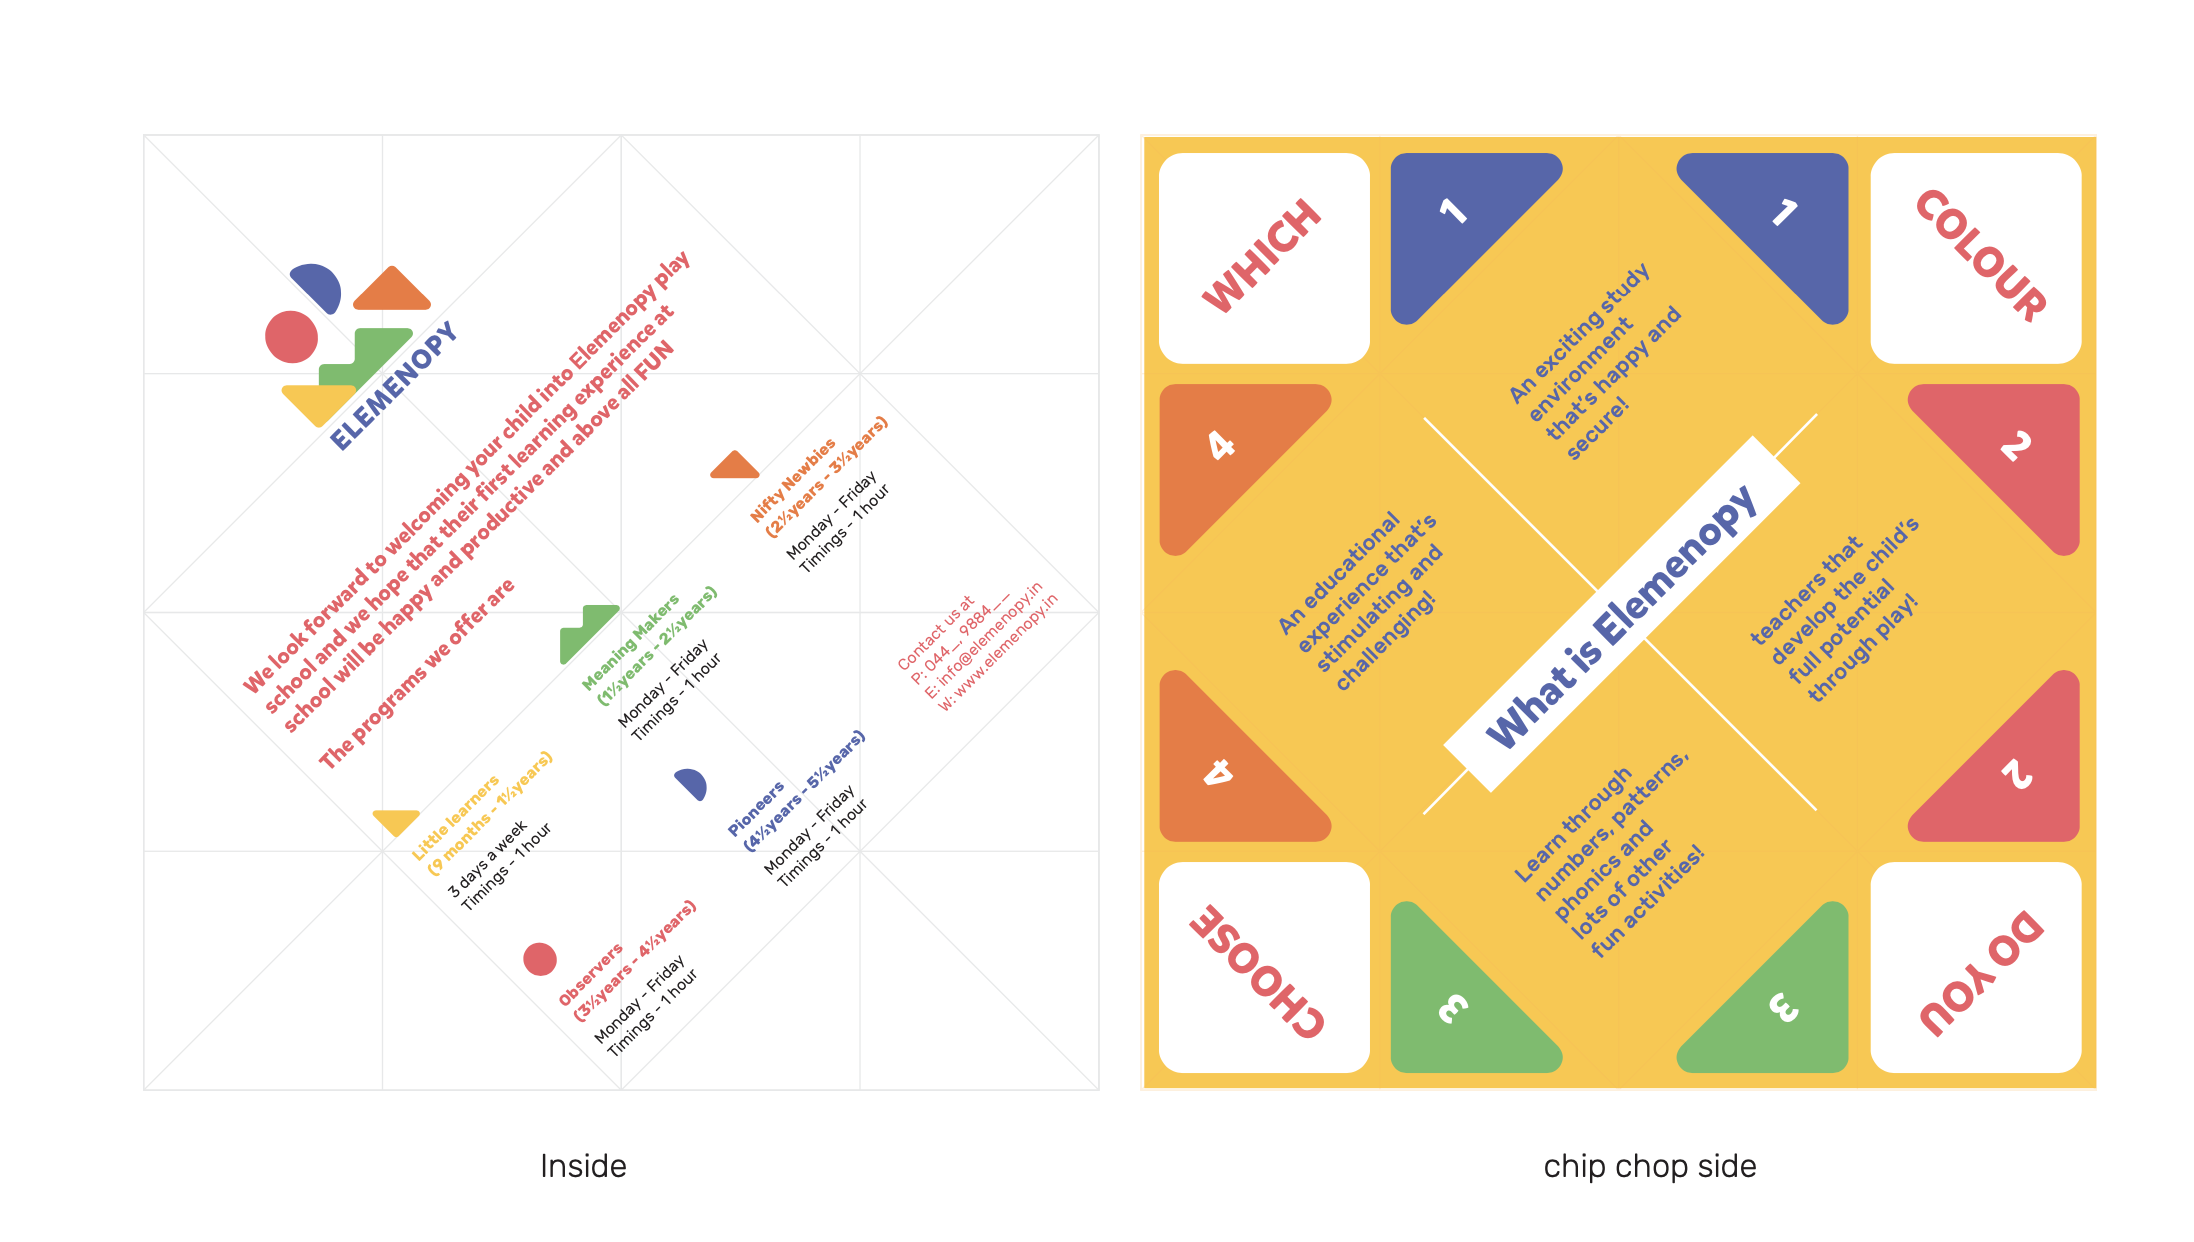 ELEMENOPY
We look forward to welcoming your child into Elemenopy play
school and we hope that their first learning experience at
school will be happy and productive and above all FUN
The programs we offer are
Little learners
(9 months - 1½years)
3 days a week
Timings - 1 hour
Meaning Makers
(1½years - 2½years)
Monday - Friday
Timings - 1 hour
Nifty Newbies
(2½years - 3½years)
Monday - Friday
Timings - 1 hour
Observers
(3½years - 4½years)
Monday - Friday
Timings - 1 hour
Pioneers
(4½years - 5½years)
Monday - Friday
Timings - 1 hour
Contact us at
P: 044__ 9884__
E: info@elemenopy.in
W: www.elemenopy.in
Inside
WHICH
1
1
COLOUR
4
2
4
2
CHOOSE
3
3
DO YOU
What is Elemenopy
An exciting study
environment
that's happy and
secure!
An educational
experience that's
stimulating and
challenging!
teachers that
develop the child's
full potential
through play!
Learn through
numbers, patterns,
phonics and
lots of other
fun activities!
chip chop side